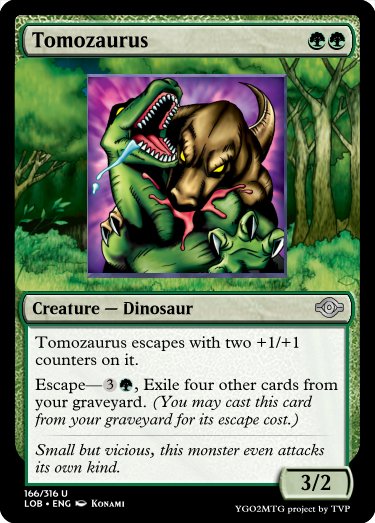 Tomozaurus
Creature — Dinosaur
Tomozaurus escapes with two +1/+1
counters on it.
Escape—3, Exile four other cards from
your graveyard. (You may cast this card
from your graveyard for its escape cost.)
Small but vicious, this monster even attacks
its own kind.
3/2
166/316 U
LOB • ENG KONAMI
YGO2MTG project by TVP